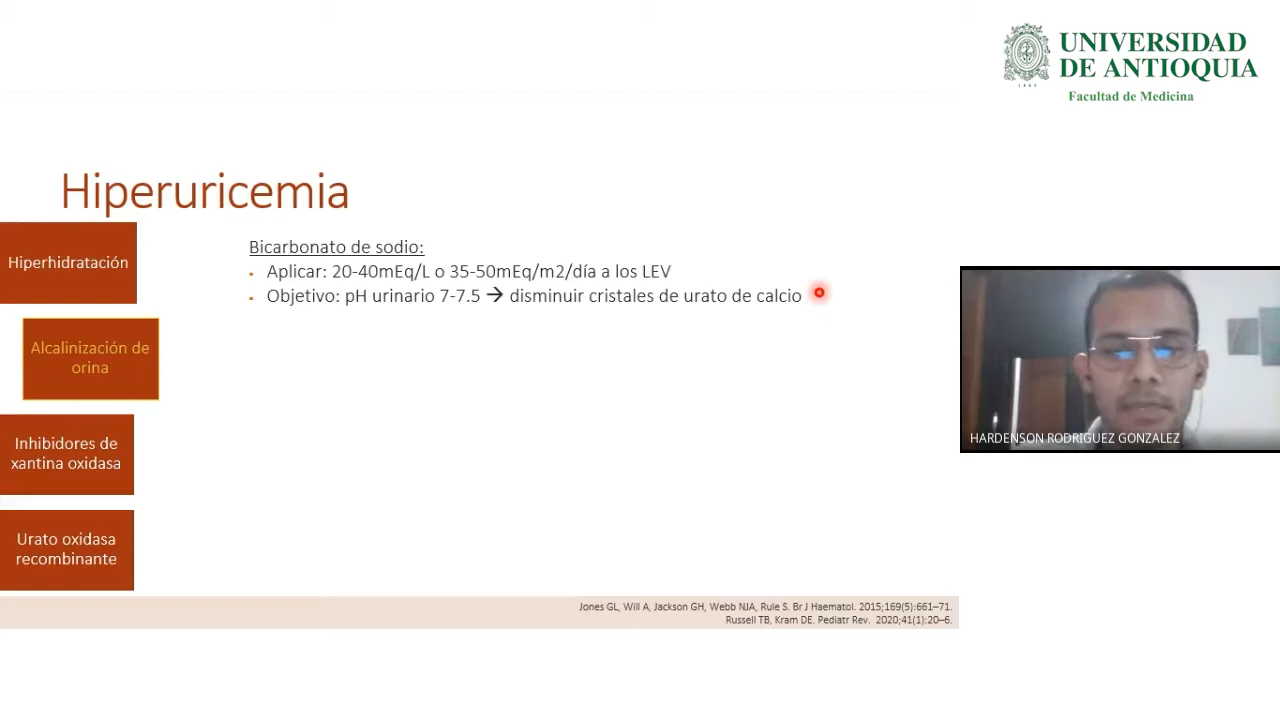 UNIVERSIDAD
DE ANTIOQUIA
Facultad de Medicina
Hiperuricemia
Hiperhidratación
Alcalinización de
orina
Inhibidores de
xantina oxidasa
Urato oxidasa
recombinante
Bicarbonato de sodio:
▪ Aplicar: 20-40mEq/L o 35-50mEq/m2/día a los LEV
▪ Objetivo: pH urinario 7-7.5 → disminuir cristales de urato de calcio
HARDENSON RODRIGUEZ GONZALEZ
Jones GL, Will A, Jackson GH, Webb NJA, Rule S. Br J Haematol. 2015;169(5):661–71.
Russell TB, Kram DE. Pediatr Rev. 2020;41(1):20–6.